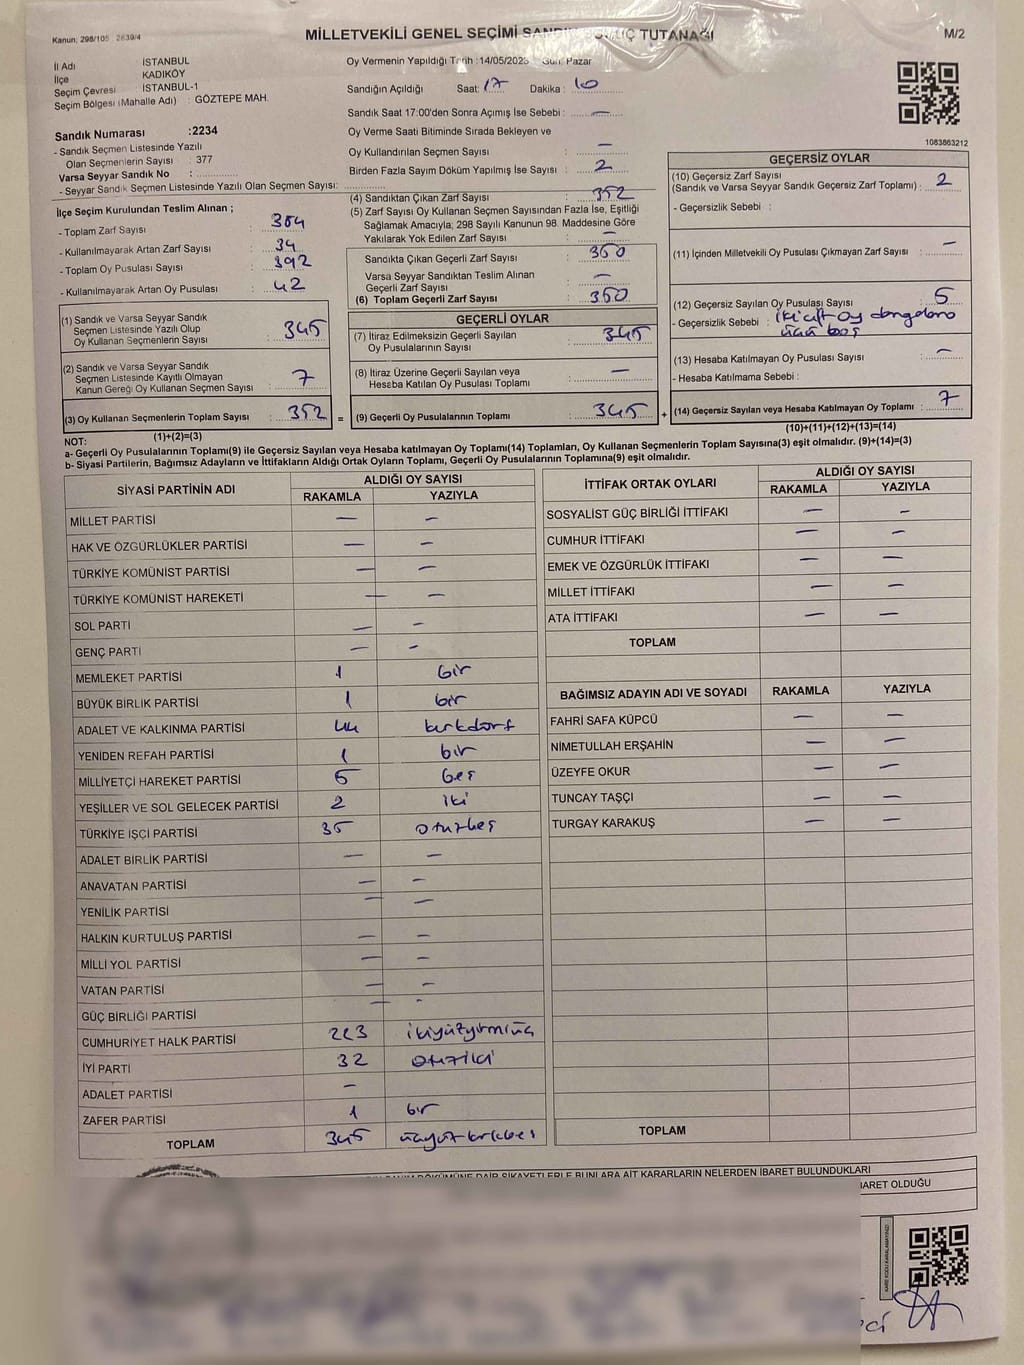 Kanun: 298/105 2839/4
MİLLETVEKİLİ GENEL SEÇİMİ TUTANAĞI
M/2
İl Adı : İSTANBUL
İlçe KADIKÖY
Seçim Çevresi İSTANBUL-1
Seçim Bölgesi (Mahalle Adı) : GÖZTEPE MAH.
Sandık Numarası :2234
- Sandık Seçmen Listesinde Yazılı
Olan Seçmenlerin Sayısı : 377
Varsa Seyyar Sandık No :
- Seyyar Sandık Seçmen Listesinde Yazılı Olan Seçmen Sayısı:
Oy Vermenin Yapıldığı Tarih :14/05/2023 Gün: Pazar
Sandığın Açıldığı Saat: 17 Dakika : 10
Sandık Saat 17:00'den Sonra Açımış İse Sebebi : —
Oy Verme Saati Bitiminde Sırada Bekleyen ve
Oy Kullandırılan Seçmen Sayısı : —
Birden Fazla Sayım Döküm Yapılmış İse Sayısı : 2
(4) Sandıktan Çıkan Zarf Sayısı : 352
(5) Zarf Sayısı Oy Kullanan Seçmen Sayısından Fazla İse, Eşitliği
Sağlamak Amacıyla; 298 Sayılı Kanunun 98. Maddesine Göre
Yakılarak Yok Edilen Zarf Sayısı : —
İlçe Seçim Kurulundan Teslim Alınan ;
- Toplam Zarf Sayısı : 384
- Kullanılmayarak Artan Zarf Sayısı : 34
- Toplam Oy Pusulası Sayısı : 392
- Kullanılmayarak Artan Oy Pusulası : 42
Sandıkta Çıkan Geçerli Zarf Sayısı : 350
Varsa Seyyar Sandıktan Teslim Alınan
Geçerli Zarf Sayısı : —
(6) Toplam Geçerli Zarf Sayısı : 350
1083863212
GEÇERSİZ OYLAR
(10) Geçersiz Zarf Sayısı
(Sandık ve Varsa Seyyar Sandık Geçersiz Zarf Toplamı) : 2
- Geçersizlik Sebebi :
(11) İçinden Milletvekili Oy Pusulası Çıkmayan Zarf Sayısı : —
(12) Geçersiz Sayılan Oy Pusulası Sayısı : 5
- Geçersizlik Sebebi : iki çift oy
üçü boş
(13) Hesaba Katılmayan Oy Pusulası Sayısı : —
- Hesaba Katılmama Sebebi :
(14) Geçersiz Sayılan veya Hesaba Katılmayan Oy Toplamı : 7
(10)+(11)+(12)+(13)=(14)
(1) Sandık ve Varsa Seyyar Sandık
Seçmen Listesinde Yazılı Olup
Oy Kullanan Seçmenlerin Sayısı : 345
(2) Sandık ve Varsa Seyyar Sandık
Seçmen Listesinde Kayıtlı Olmayan
Kanun Gereği Oy Kullanan Seçmen Sayısı : 7
(3) Oy Kullanan Seçmenlerin Toplam Sayısı : 352 =
(1)+(2)=(3)
GEÇERLİ OYLAR
(7) İtiraz Edilmeksizin Geçerli Sayılan
Oy Pusulalarının Sayısı : 345
(8) İtiraz Üzerine Geçerli Sayılan veya
Hesaba Katılan Oy Pusulası Toplamı : —
(9) Geçerli Oy Pusulalarının Toplamı : 345 +
NOT:
a- Geçerli Oy Pusulalarının Toplamı(9) ile Geçersiz Sayılan veya Hesaba katılmayan Oy Toplamı(14) Toplamları, Oy Kullanan Seçmenlerin Toplam Sayısına(3) eşit olmalıdır. (9)+(14)=(3)
b- Siyasi Partilerin, Bağımsız Adayların ve İttifakların Aldığı Ortak Oyların Toplamı, Geçerli Oy Pusulalarının Toplamına(9) eşit olmalıdır.
SİYASİ PARTİNİN ADI ALDIĞI OY SAYISI
RAKAMLA YAZIYLA
MİLLET PARTİSİ — —
HAK VE ÖZGÜRLÜKLER PARTİSİ — —
TÜRKİYE KOMÜNİST PARTİSİ — —
TÜRKİYE KOMÜNİST HAREKETİ — —
SOL PARTİ — —
GENÇ PARTİ — —
MEMLEKET PARTİSİ 1 bir
BÜYÜK BİRLİK PARTİSİ 1 bir
ADALET VE KALKINMA PARTİSİ 44 kırkdört
YENİDEN REFAH PARTİSİ 1 bir
MİLLİYETÇİ HAREKET PARTİSİ 5 beş
YEŞİLLER VE SOL GELECEK PARTİSİ 2 iki
TÜRKİYE İŞÇİ PARTİSİ 35 otuzbeş
ADALET BİRLİK PARTİSİ — —
ANAVATAN PARTİSİ — —
YENİLİK PARTİSİ — —
HALKIN KURTULUŞ PARTİSİ — —
MİLLİ YOL PARTİSİ — —
VATAN PARTİSİ — —
GÜÇ BİRLİĞİ PARTİSİ — —
CUMHURİYET HALK PARTİSİ 223 ikiyüzyirmiüç
İYİ PARTİ 32 otuziki
ADALET PARTİSİ —
ZAFER PARTİSİ 1 bir
TOPLAM 345 üçyüzkırkbeş
İTTİFAK ORTAK OYLARI ALDIĞI OY SAYISI
RAKAMLA YAZIYLA
SOSYALİST GÜÇ BİRLİĞİ İTTİFAKI — —
CUMHUR İTTİFAKI — —
EMEK VE ÖZGÜRLÜK İTTİFAKI — —
MİLLET İTTİFAKI — —
ATA İTTİFAKI — —
TOPLAM
BAĞIMSIZ ADAYIN ADI VE SOYADI RAKAMLA YAZIYLA
FAHRİ SAFA KÜPCÜ — —
NİMETULLAH ERŞAHİN — —
ÜZEYFE OKUR — —
TUNCAY TAŞÇI — —
TURGAY KARAKUŞ — —
TOPLAM
DÖKÜMÜNE DAİR ŞİKAYETLERLE BUNLARA AİT KARARLARIN NELERDEN İBARET BULUNDUKLARI
İBARET OLDUĞU